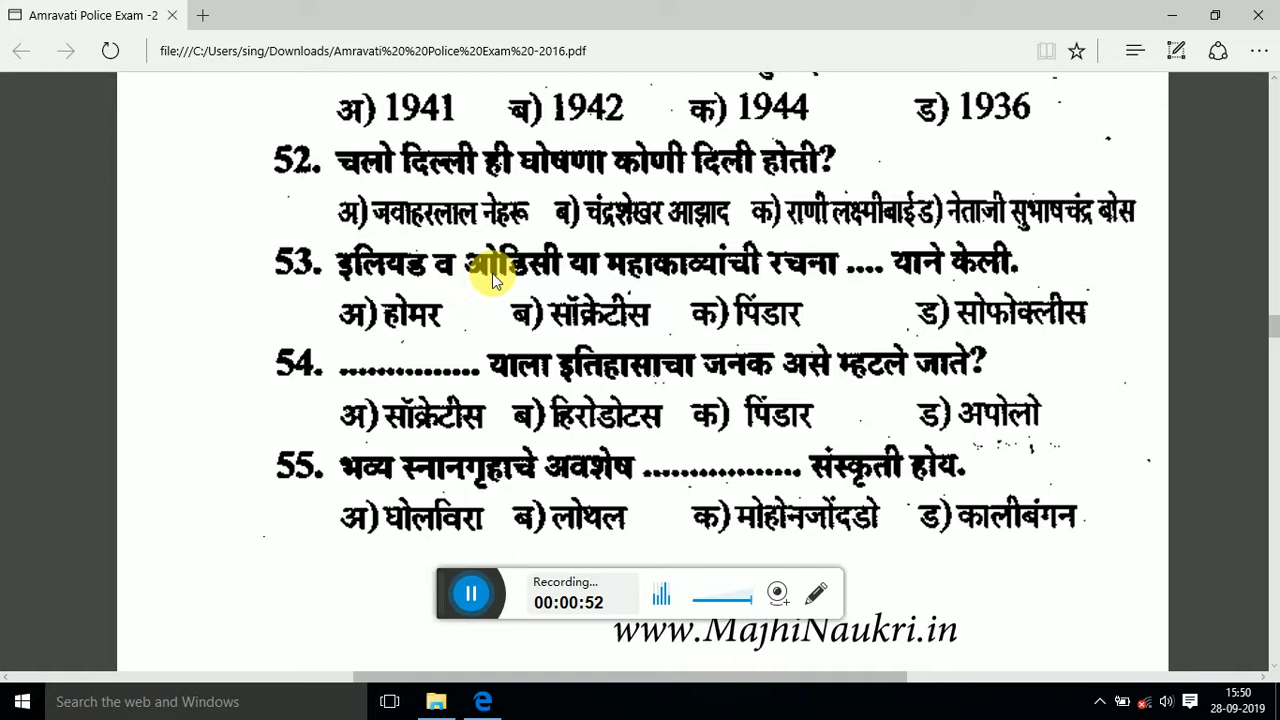 Amravati Police Exam -2
file:///C:/Users/sing/Downloads/Amravati%20%20Police%20Exam%20-2016.pdf
अ) 1941 ब) 1942 क) 1944 ड) 1936
52. चलो दिल्ली ही घोषणा कोणी दिली होती?
अ) जवाहरलाल नेहरू ब) चंद्रशेखर आझाद क) राणी लक्ष्मीबाई ड) नेताजी सुभाषचंद्र बोस
53. इलियड व ओडिसी या महाकाव्यांची रचना .... याने केली.
अ) होमर ब) सॉक्रेटीस क) पिंडार ड) सोफोक्लीस
54. ............... याला इतिहासाचा जनक असे म्हटले जाते?
अ) सॉक्रेटीस ब) हिरोडोटस क) पिंडार ड) अपोलो
55. भव्य स्नानगृहाचे अवशेष ................. संस्कृती होय.
अ) धोलविरा ब) लोथल क) मोहोनजोंदडो ड) कालीबंगन
Recording...
00:00:52
www.MajhiNaukri.in
Search the web and Windows
15:50
28-09-2019